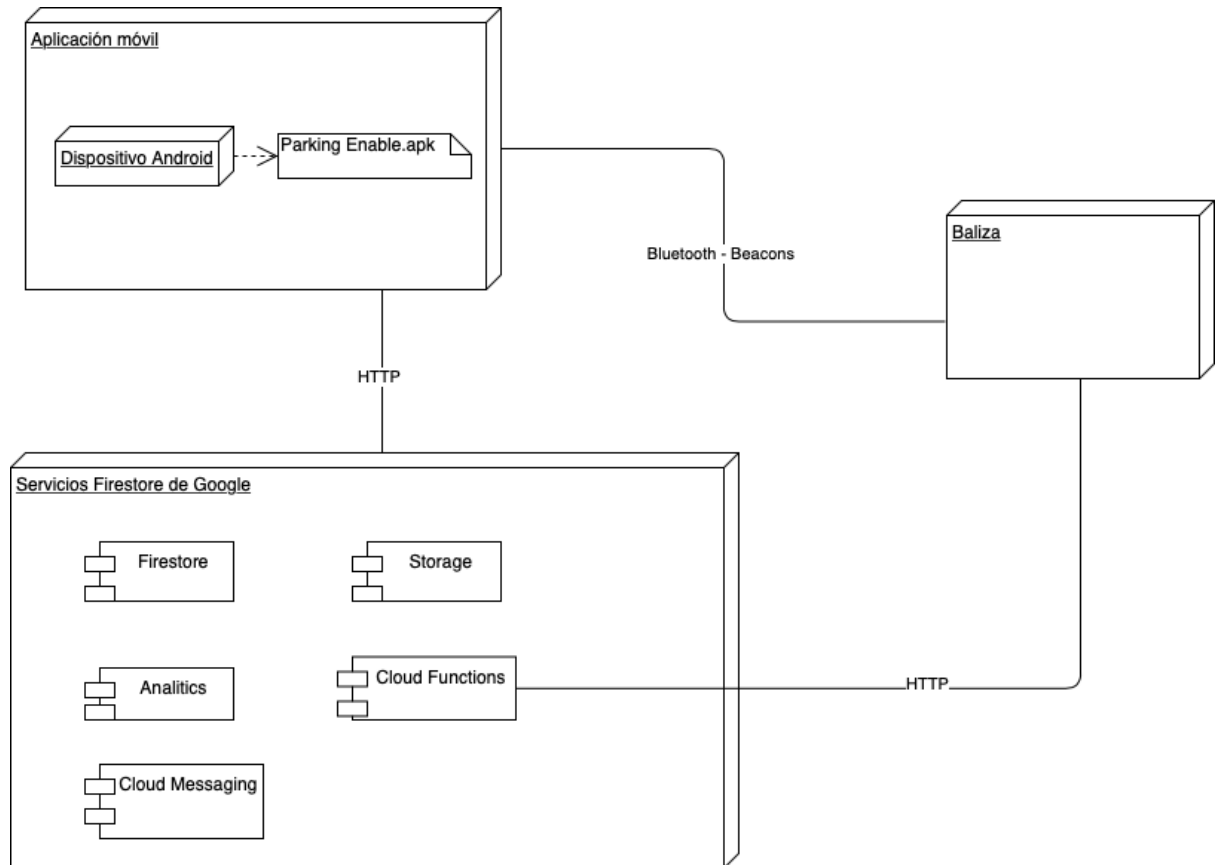 Aplicación móvil
Dispositivo Android
Parking Enable.apk
Baliza
Bluetooth - Beacons
HTTP
Servicios Firestore de Google
Firestore
Storage
Analitics
Cloud Functions
HTTP
Cloud Messaging